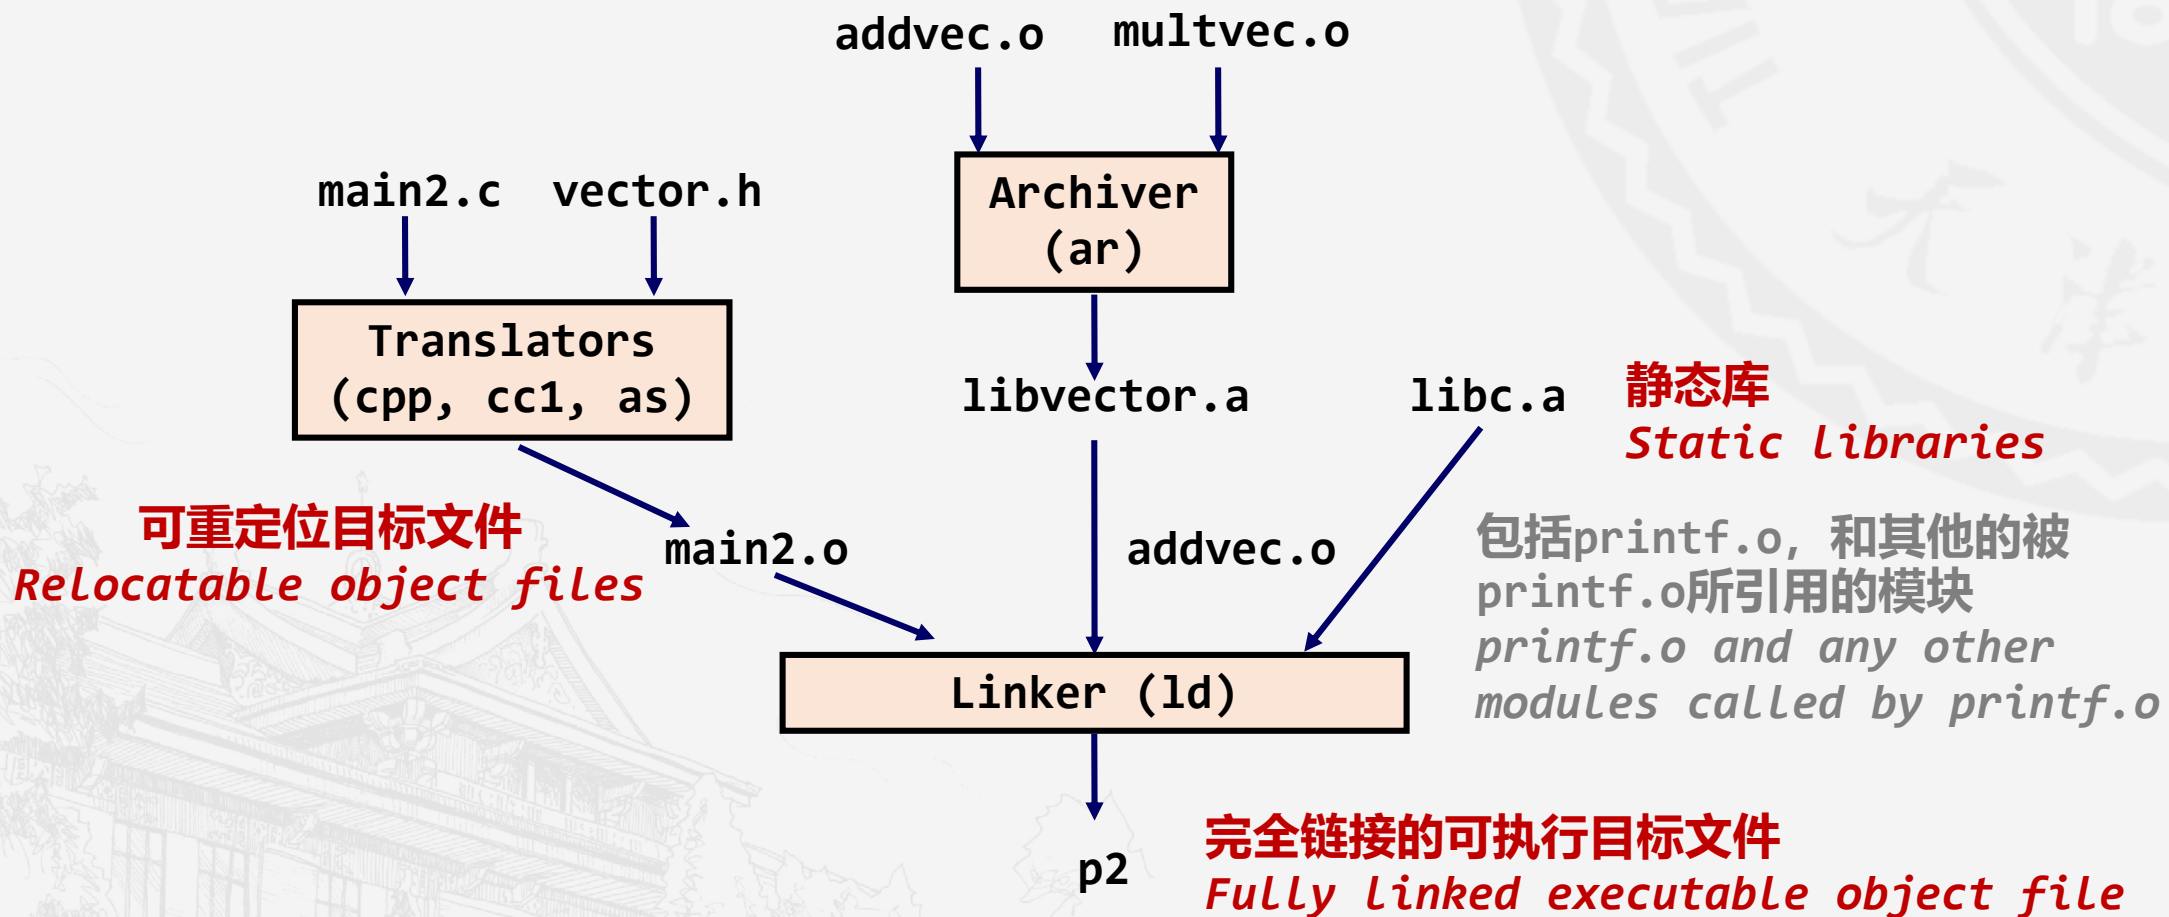 addvec.o multvec.o
main2.c vector.h
Archiver
(ar)
Translators
(cpp, cc1, as)
libvector.a
libc.a
静态库
Static libraries
可重定位目标文件
Relocatable object files
main2.o
addvec.o
包括printf.o, 和其他的被
printf.o所引用的模块
printf.o and any other
modules called by printf.o
Linker (ld)
p2
完全链接的可执行目标文件
Fully linked executable object file